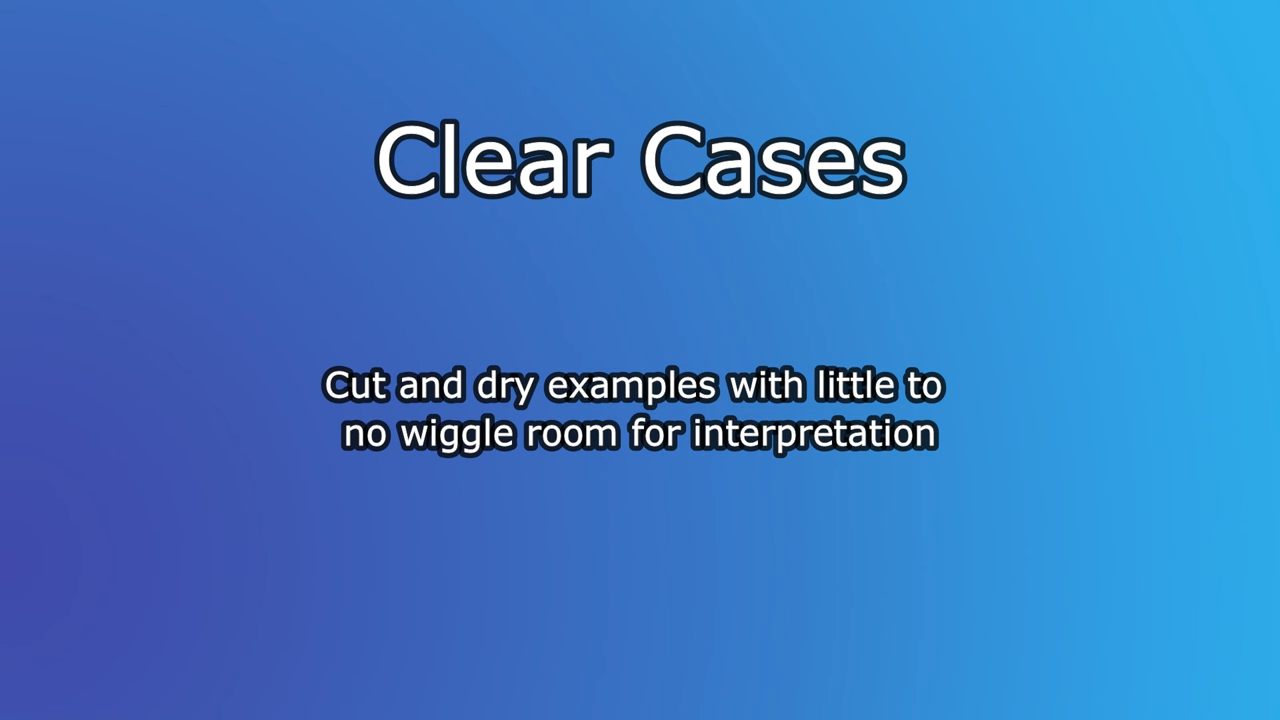 Clear Cases
Cut and dry examples with little to
no wiggle room for interpretation